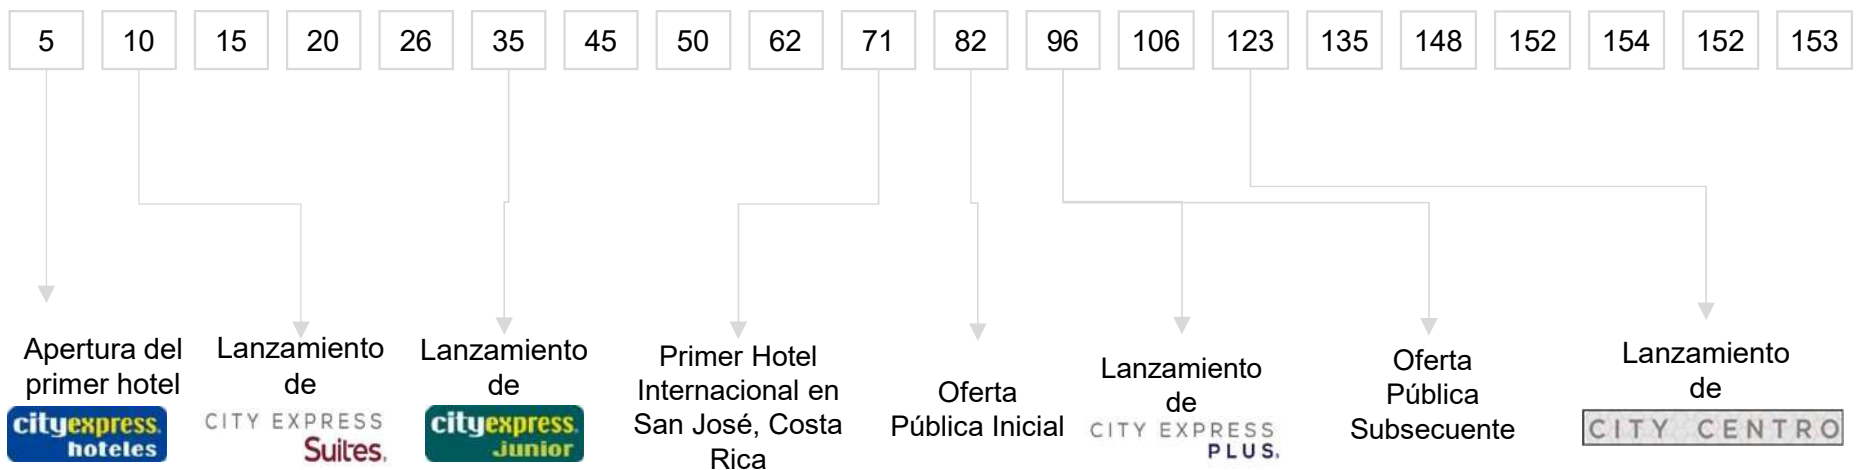 5 10 15 20 26 35 45 50 62 71 82 96 106 123 135 148 152 154 152 153
Apertura del
primer hotel
cityexpress.
hoteles
Lanzamiento
de
CITY EXPRESS
Suites.
Lanzamiento
de
cityexpress.
Junior
Primer Hotel
Internacional en
San José, Costa
Rica
Oferta
Pública Inicial
Lanzamiento
de
CITY EXPRESS
PLUS.
Oferta
Pública
Subsecuente
Lanzamiento
de
CITY CENTRO